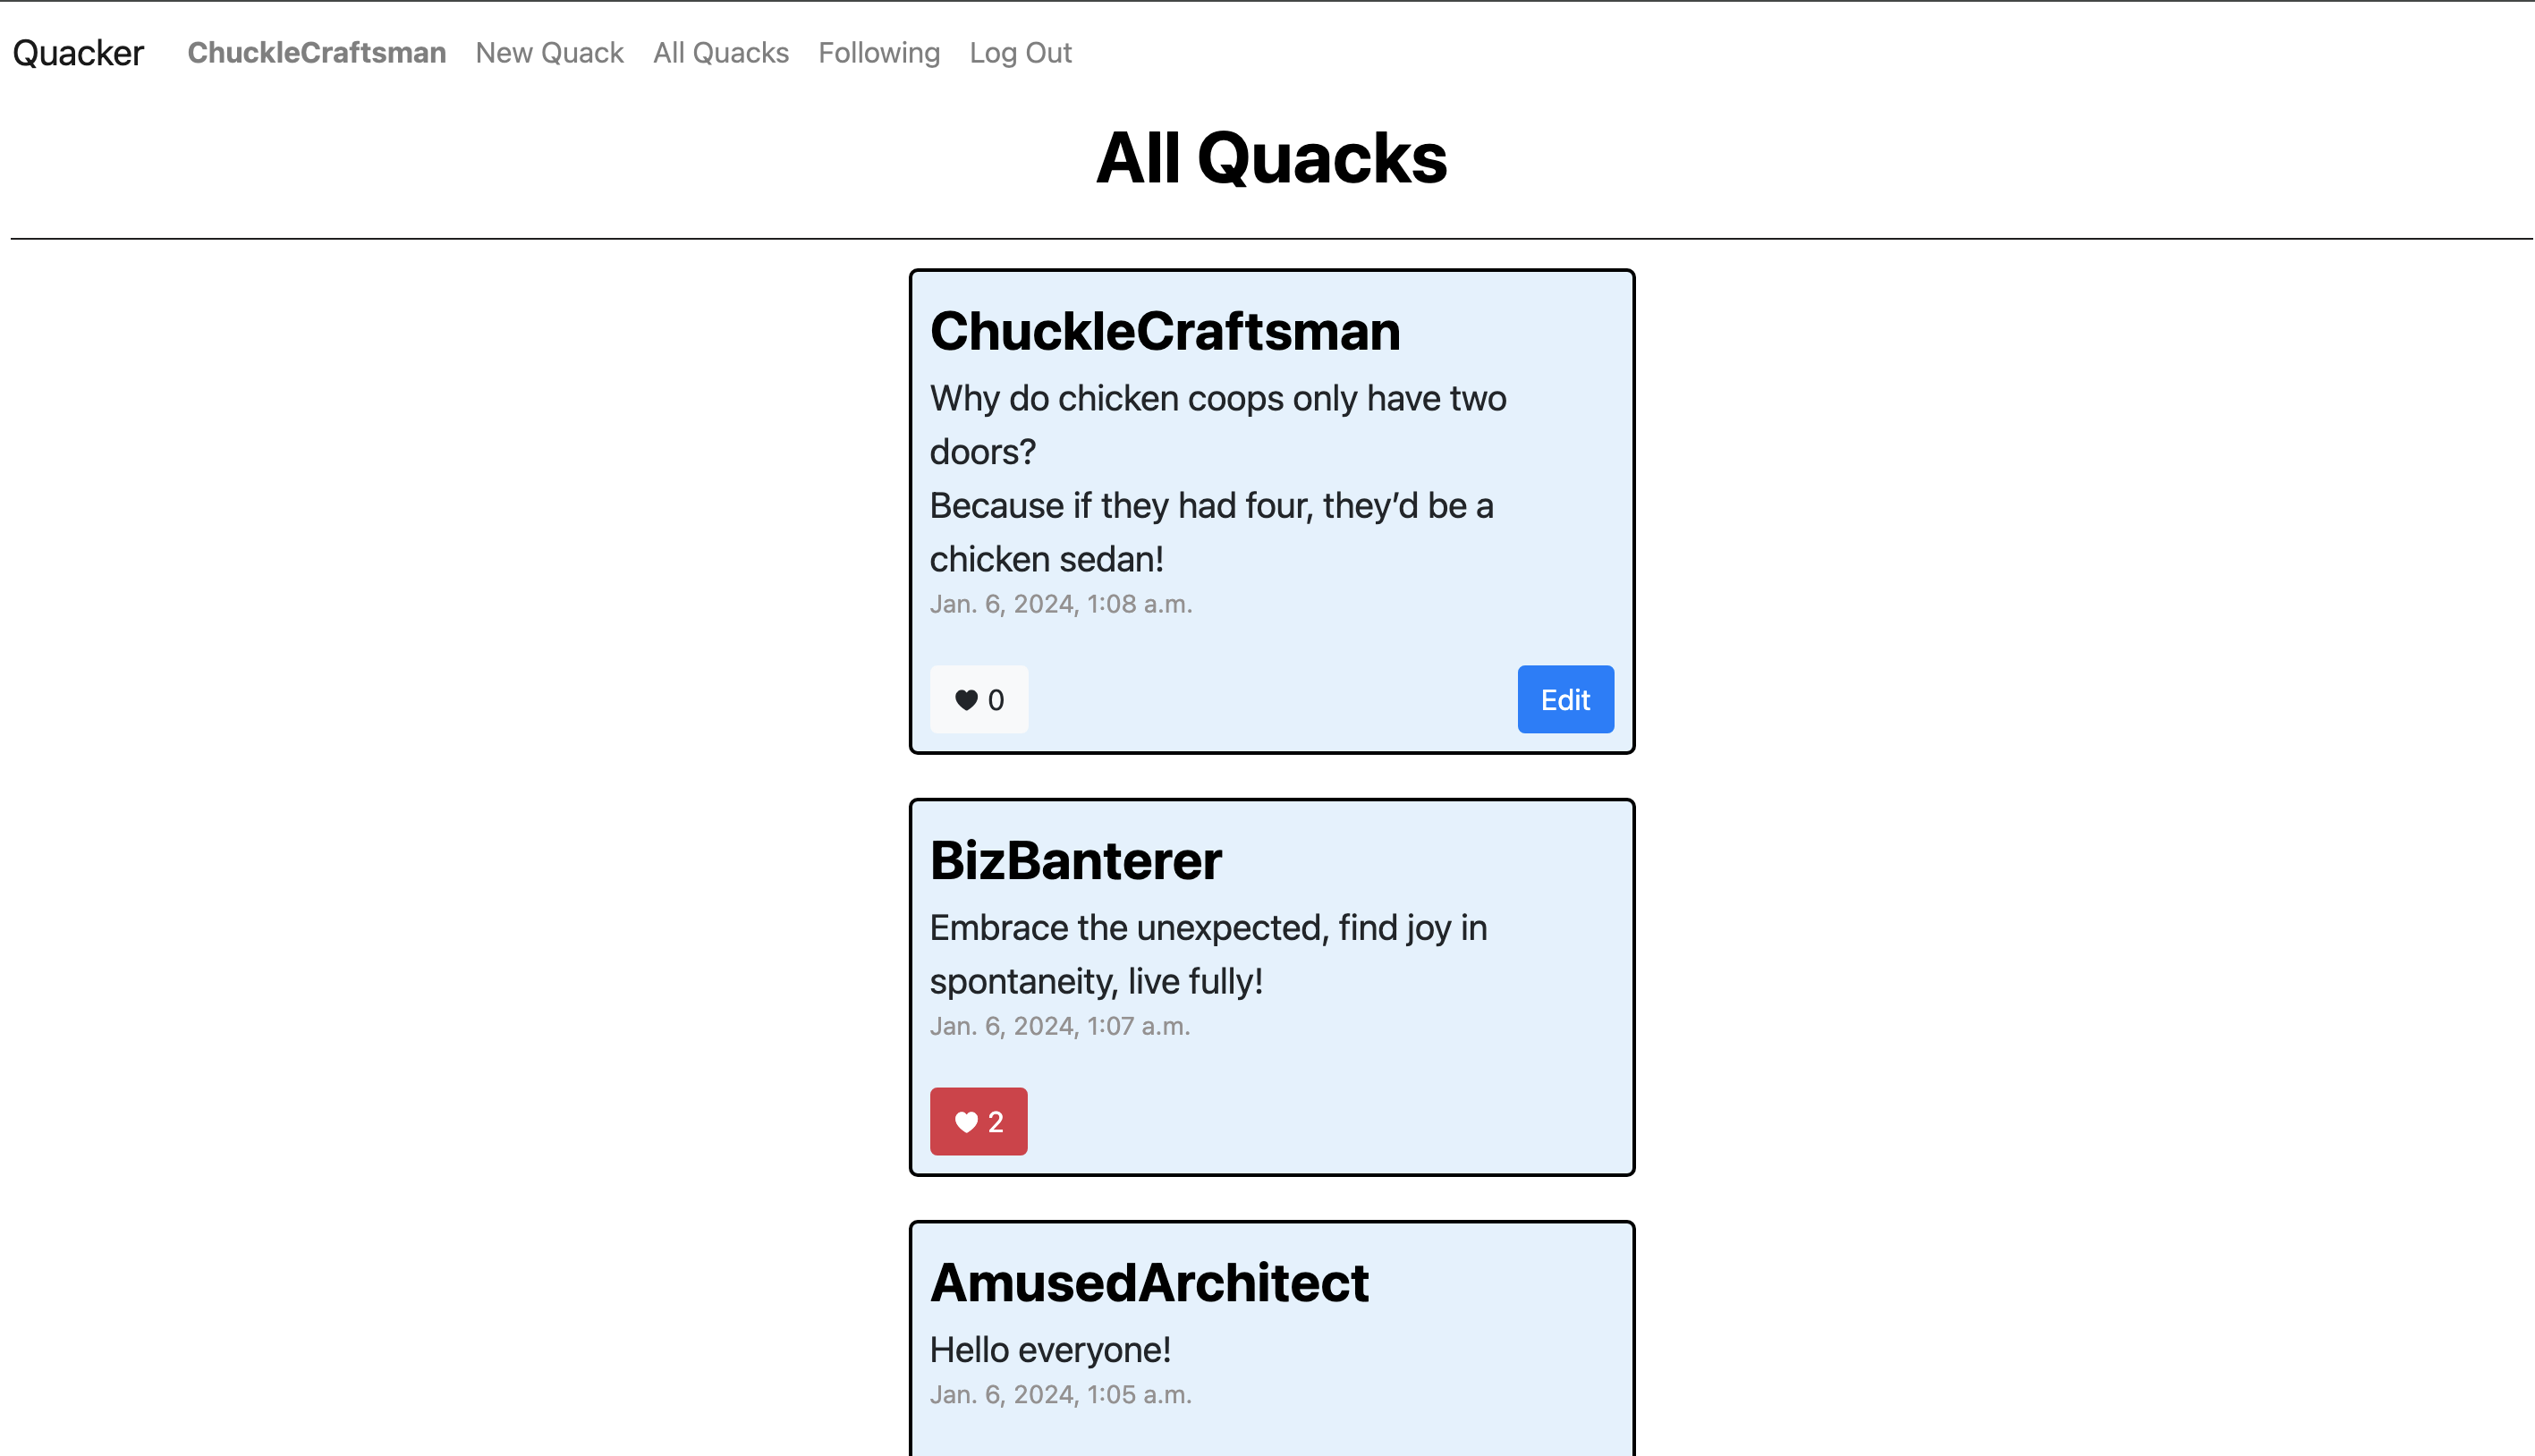 Quacker ChuckleCraftsman New Quack All Quacks Following Log Out
All Quacks
ChuckleCraftsman
Why do chicken coops only have two
doors?
Because if they had four, they’d be a
chicken sedan!
Jan. 6, 2024, 1:08 a.m.
0
Edit
BizBanterer
Embrace the unexpected, find joy in
spontaneity, live fully!
Jan. 6, 2024, 1:07 a.m.
2
AmusedArchitect
Hello everyone!
Jan. 6, 2024, 1:05 a.m.